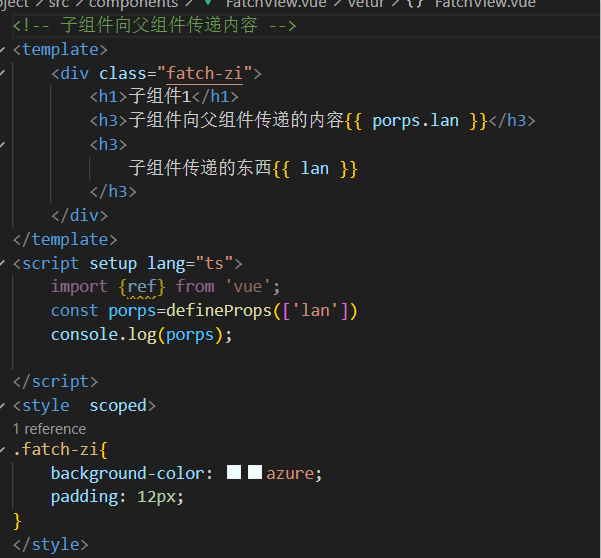 oject > src > components > FatchView.vue > vetur > {} FatchView.vue
<!-- 子组件向父组件传递内容 -->
<template>
    <div class="fatch-zi">
        <h1>子组件1</h1>
        <h3>子组件向父组件传递的内容{{ porps.lan }}</h3>
        <h3>
            子组件传递的东西{{ lan }}
        </h3>
    </div>
</template>
<script setup lang="ts">
    import {ref} from 'vue';
    const porps=defineProps(['lan'])
    console.log(porps);
</script>
<style  scoped>
1 reference
.fatch-zi{
    background-color: azure;
    padding: 12px;
}
</style>